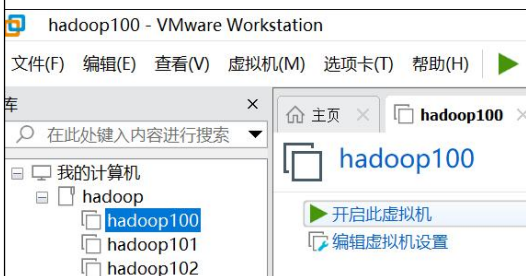 hadoop100 - VMware Workstation
文件(F) 编辑(E) 查看(V) 虚拟机(M) 选项卡(T) 帮助(H)
库
在此处键入内容进行搜索
我的计算机
hadoop
hadoop100
hadoop101
hadoop102
主页 hadoop100
hadoop100
开启此虚拟机
编辑虚拟机设置